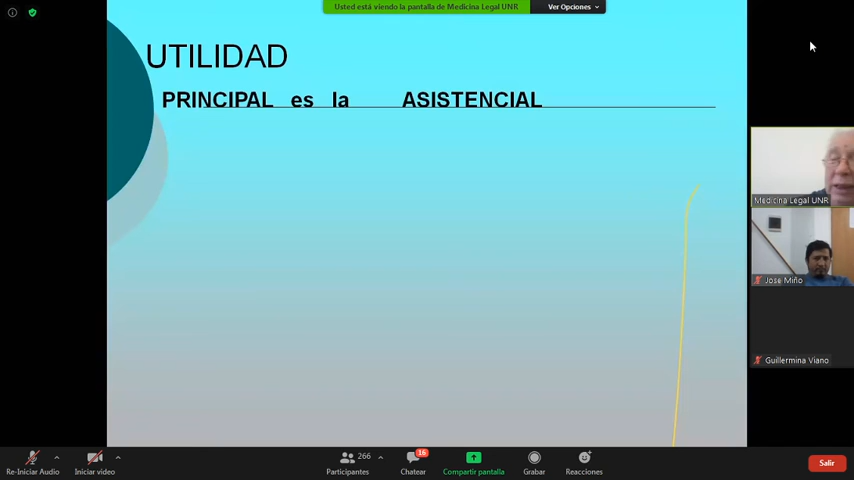 Usted está viendo la pantalla de Medicina Legal UNR
Ver Opciones
UTILIDAD
PRINCIPAL es la ASISTENCIAL
Medicina Legal UNR
Jose Miño
Guillermina Viano
Re-Iniciar Audio
Iniciar video
266
Participantes
16
Chatear
Compartir pantalla
Grabar
Reacciones
Salir